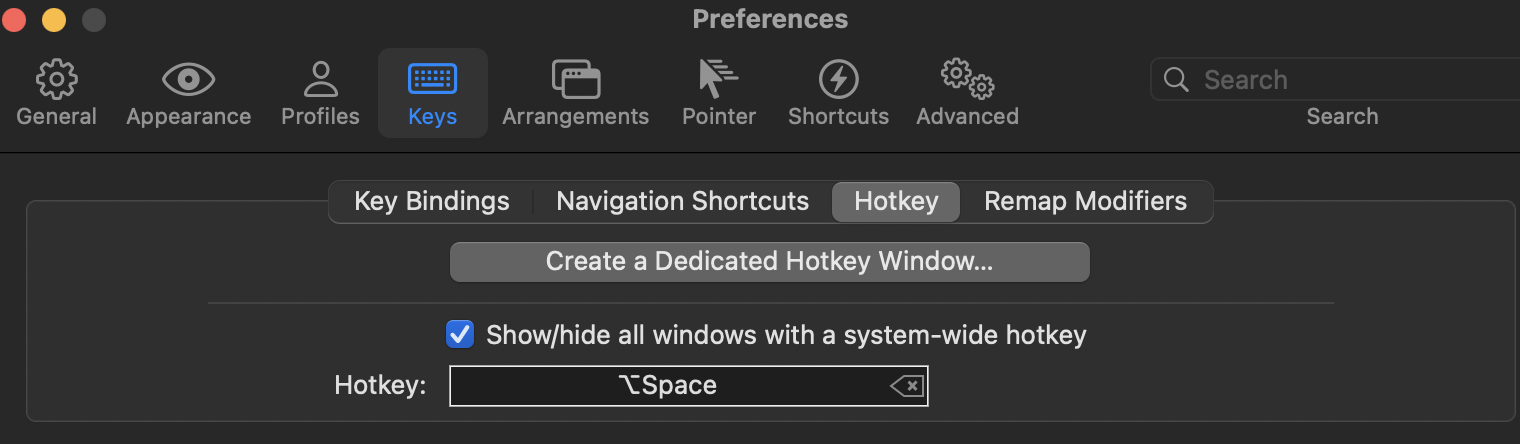 Preferences
General Appearance Profiles Keys Arrangements Pointer Shortcuts Advanced Search
Search
Key Bindings Navigation Shortcuts Hotkey Remap Modifiers
Create a Dedicated Hotkey Window...
Show/hide all windows with a system-wide hotkey
Hotkey: ⌥Space